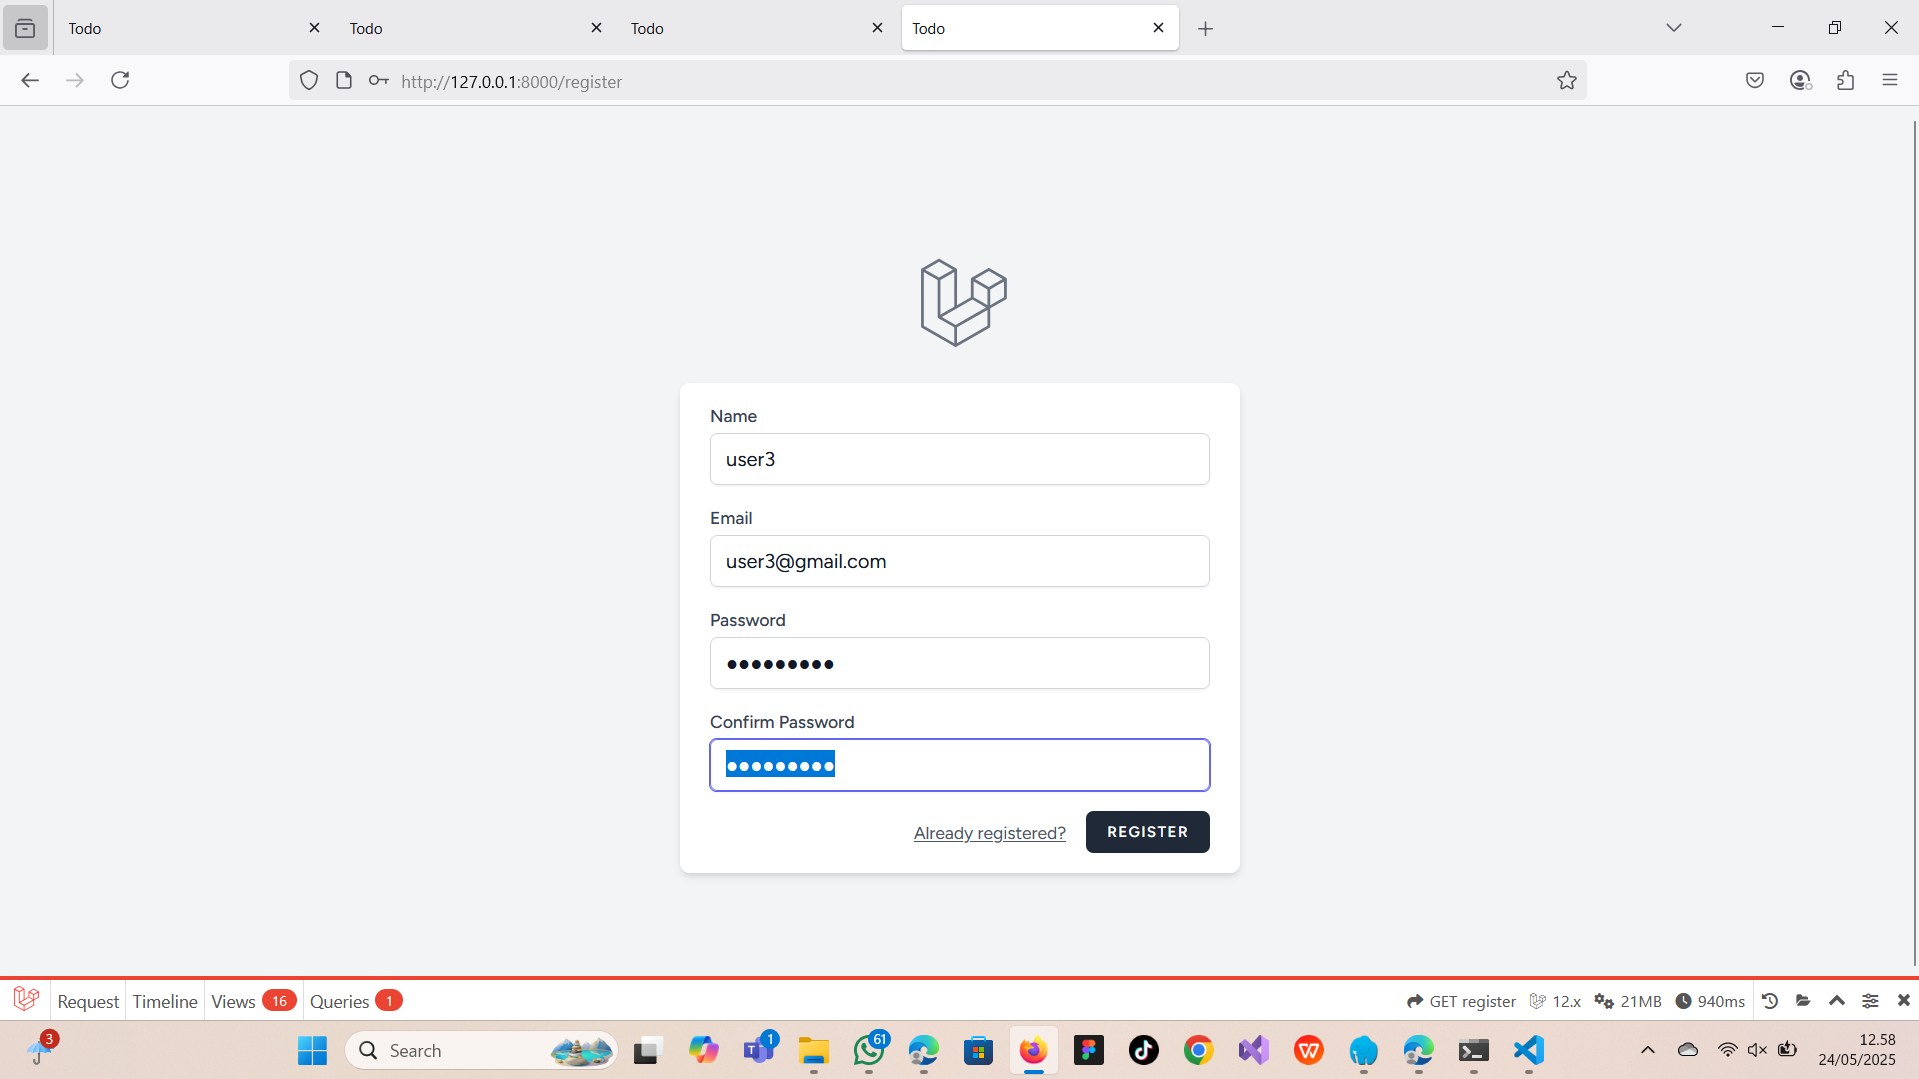 Todo
Todo
Todo
Todo
http://127.0.0.1:8000/register
Name
user3
Email
user3@gmail.com
Password
Confirm Password
Already registered?
REGISTER
Request
Timeline
Views 16
Queries 1
GET register
12.x
21MB
940ms
3
Search
1
61
12.58
24/05/2025